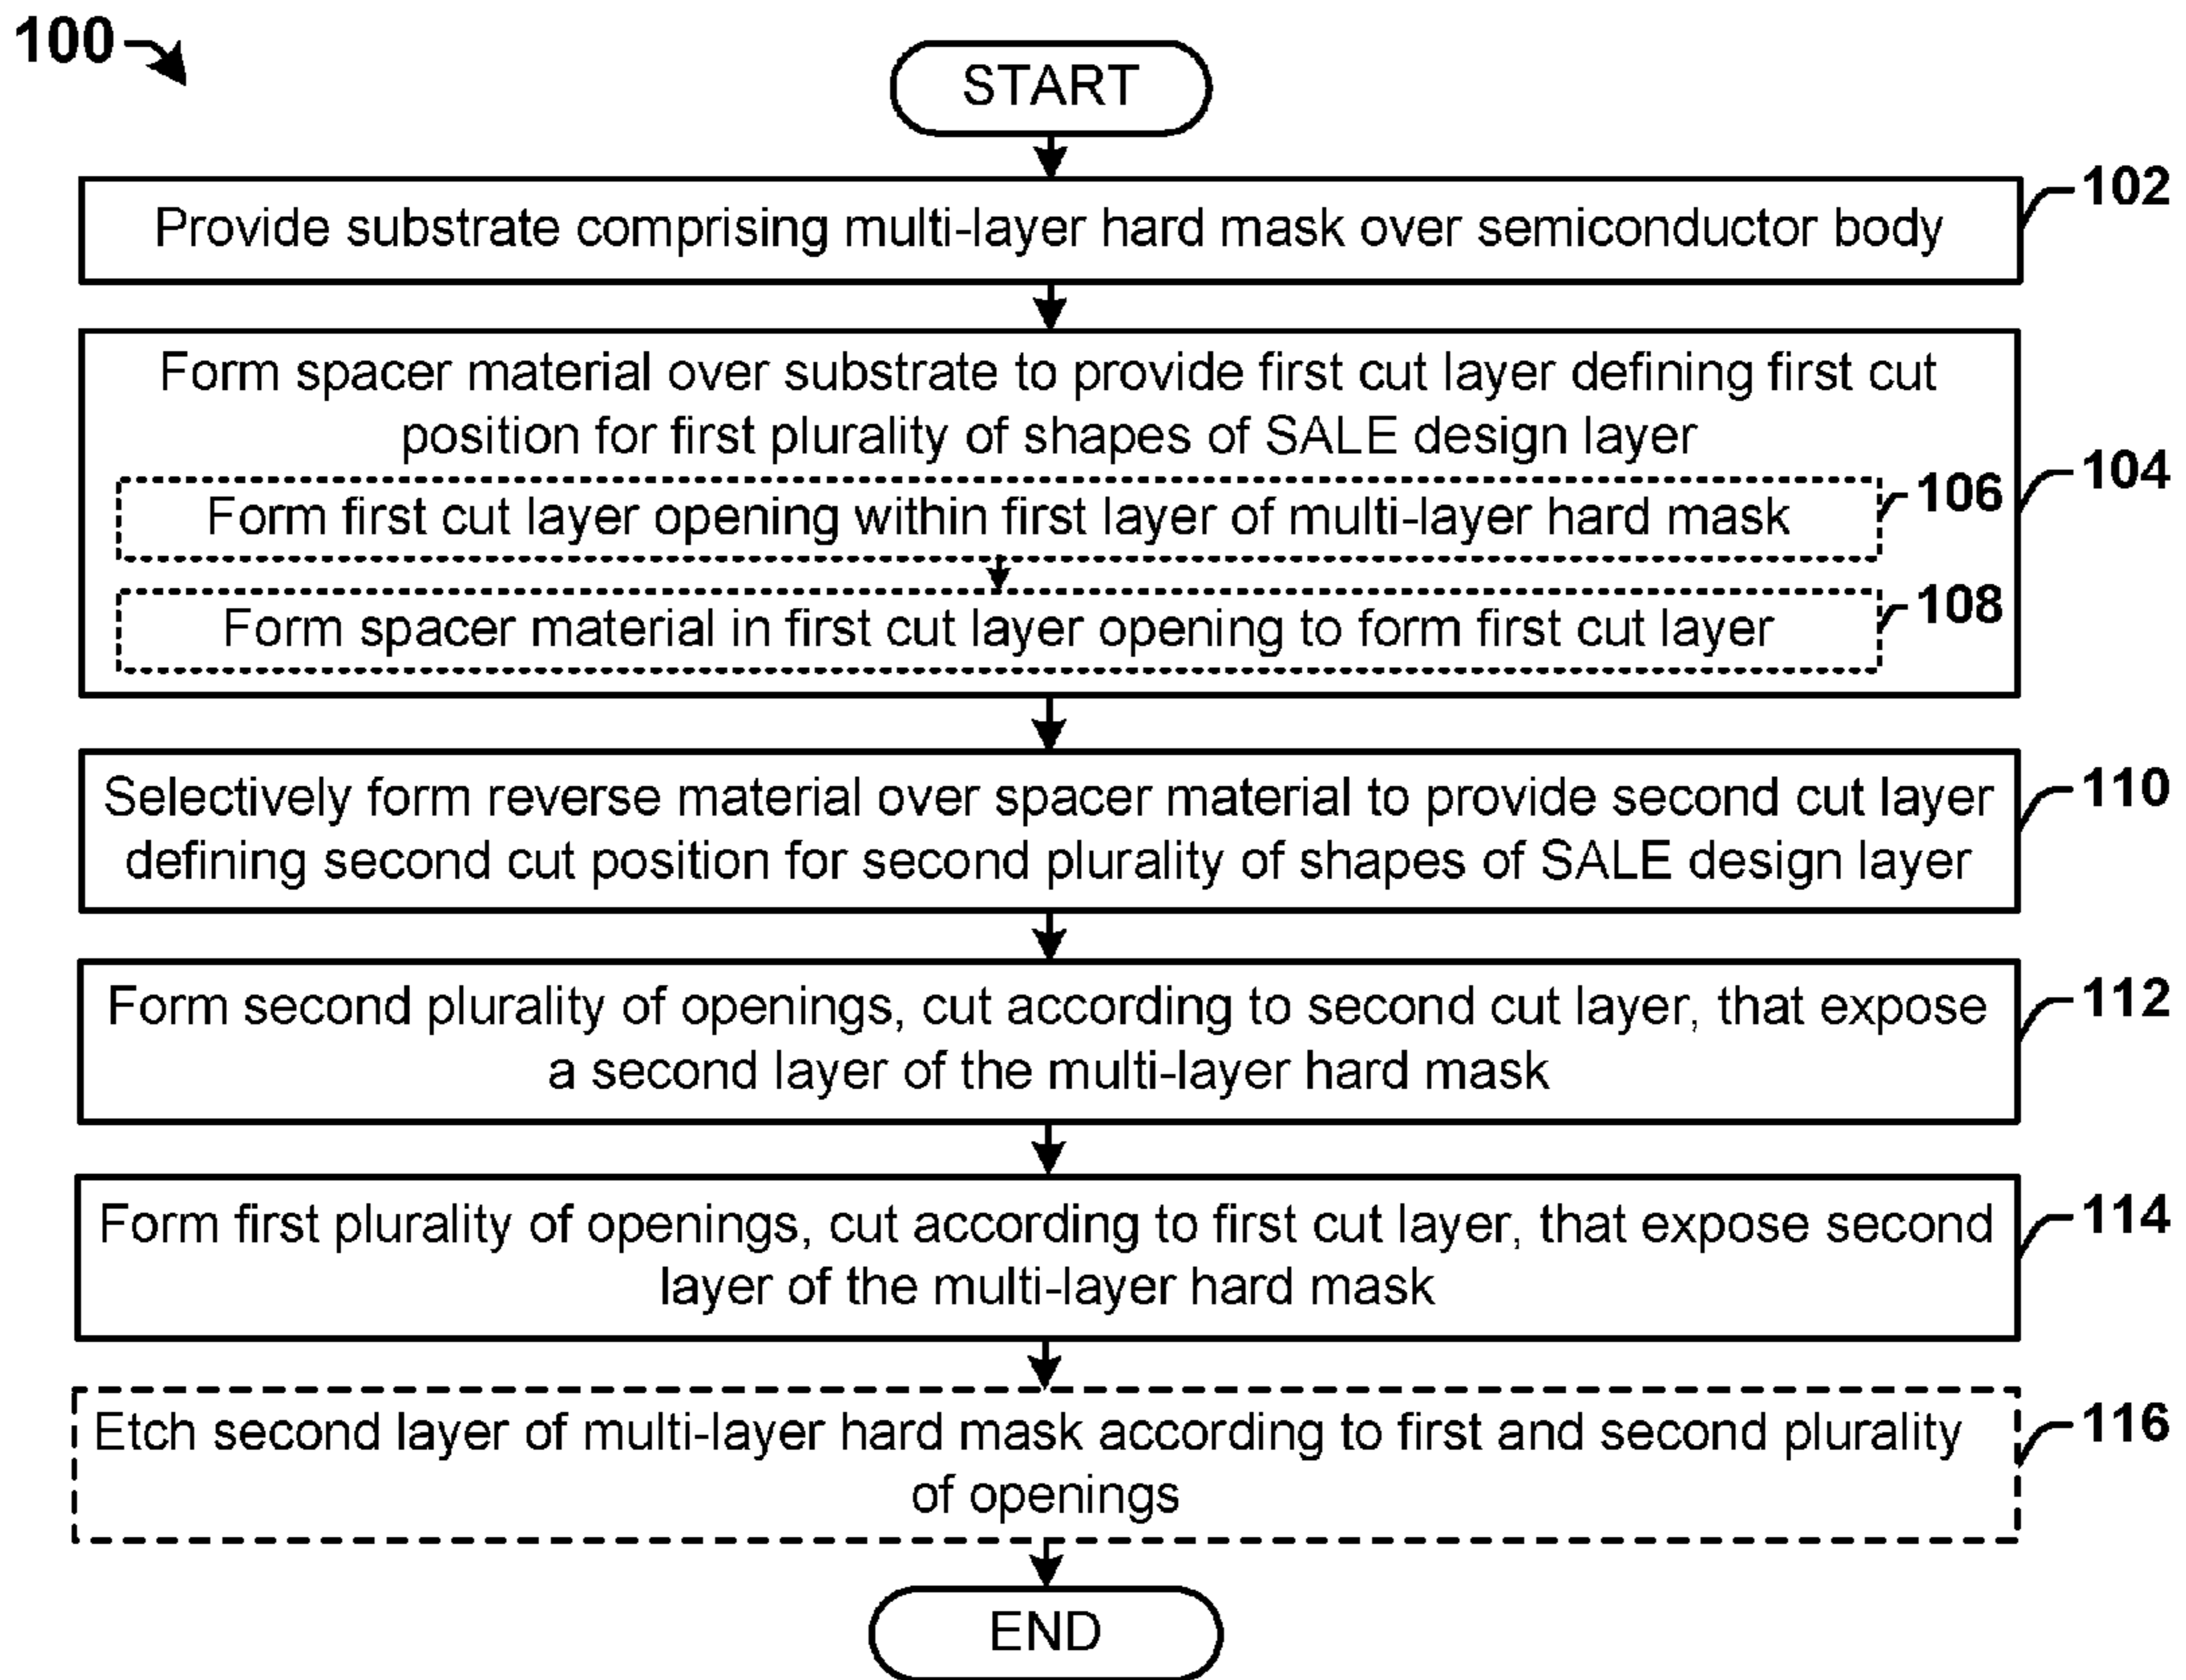 100
START
Provide substrate comprising multi-layer hard mask over semiconductor body
102
Form spacer material over substrate to provide first cut layer defining first cut
position for first plurality of shapes of SALE design layer
104
Form first cut layer opening within first layer of multi-layer hard mask
106
Form spacer material in first cut layer opening to form first cut layer
108
Selectively form reverse material over spacer material to provide second cut layer
defining second cut position for second plurality of shapes of SALE design layer
110
Form second plurality of openings, cut according to second cut layer, that expose
a second layer of the multi-layer hard mask
112
Form first plurality of openings, cut according to first cut layer, that expose second
layer of the multi-layer hard mask
114
Etch second layer of multi-layer hard mask according to first and second plurality
of openings
116
END